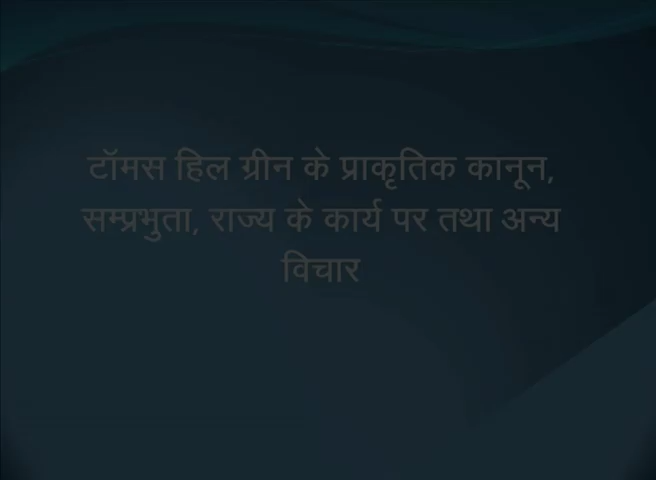 टॉमस हिल ग्रीन के प्राकृतिक कानून,
सम्प्रभुता, राज्य के कार्य पर तथा अन्य
विचार